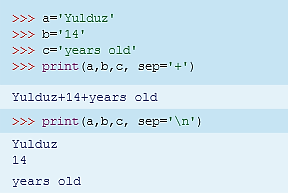 >>> a='Yulduz'
>>> b='14'
>>> c='years old'
>>> print(a,b,c, sep='+')
Yulduz+14+years old
>>> print(a,b,c, sep='\n')
Yulduz
14
years old